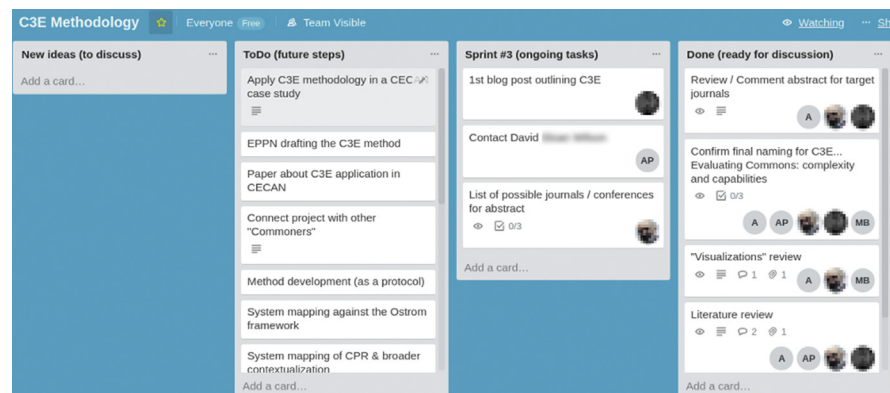 C3E Methodology Everyone Free Team Visible Watching Sh
New ideas (to discuss) ...
Add a card...
ToDo (future steps) ...
Apply C3E methodology in a CECAN
case study
EPPN drafting the C3E method
Paper about C3E application in
CECAN
Connect project with other
"Commoners"
Method development (as a protocol)
System mapping against the Ostrom
framework
System mapping of CPR & broader
contextualization
Add a card...
Sprint #3 (ongoing tasks) ...
1st blog post outlining C3E
Contact David
AP
List of possible journals / conferences
for abstract
0/3
Add a card...
Done (ready for discussion) ...
Review / Comment abstract for target
journals
A
Confirm final naming for C3E...
Evaluating Commons: complexity
and capabilities
0/3
A AP MB
"Visualizations" review
1 1 A MB
Literature review
2 1
A AP
Add a card...